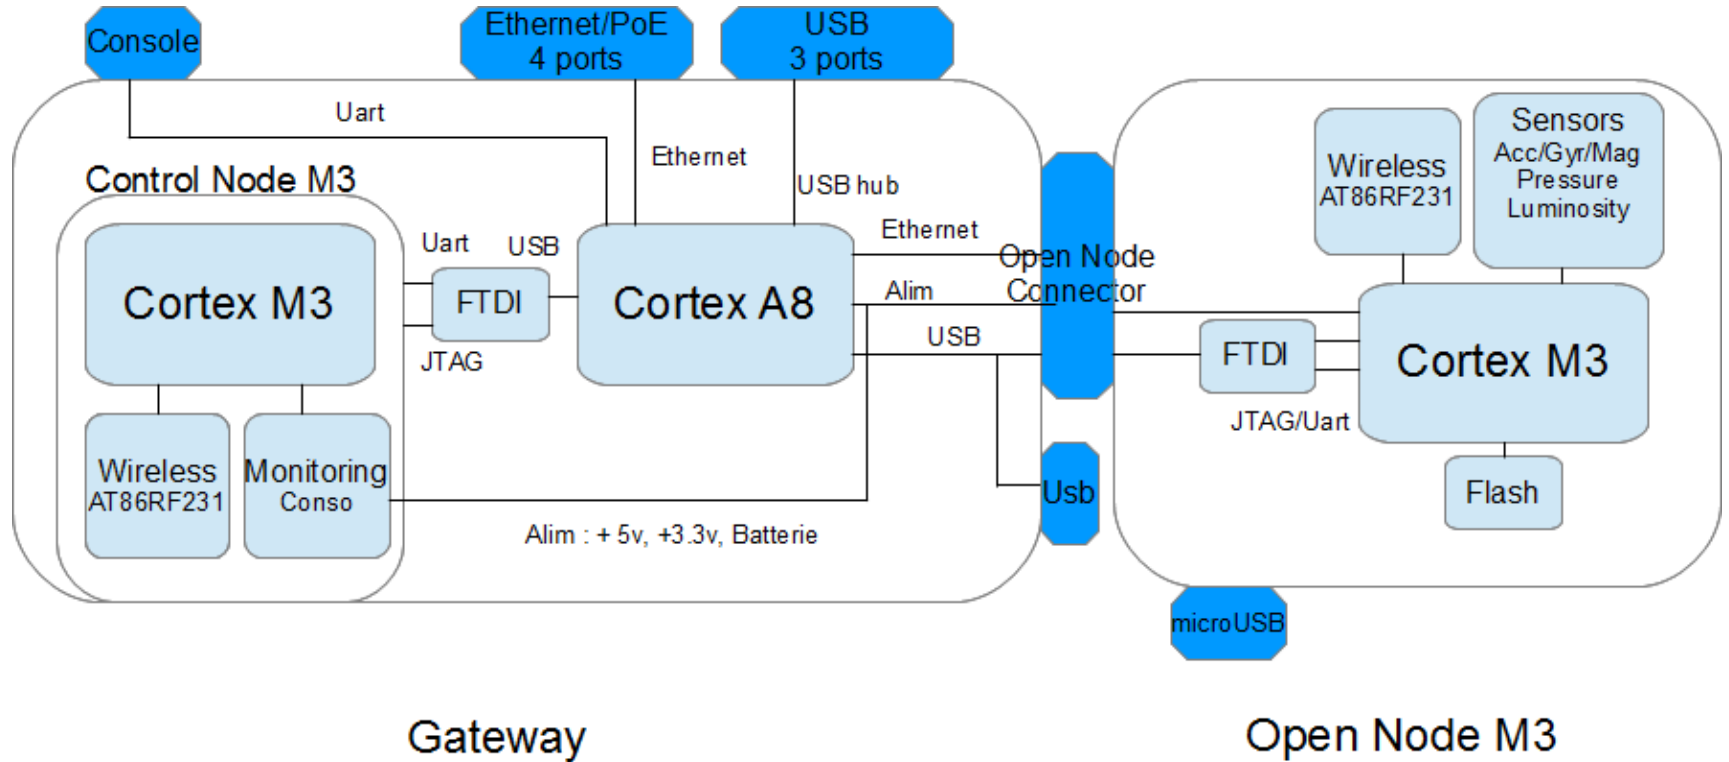 Console
Ethernet/PoE
4 ports
USB
3 ports
Uart
Ethernet
USB hub
Control Node M3
Cortex M3
Uart
USB
FTDI
JTAG
Cortex A8
Ethernet
Alim
USB
Wireless
AT86RF231
Monitoring
Conso
Alim : + 5v, +3.3v, Batterie
Open Node
Connector
Usb
Wireless
AT86RF231
Sensors
Acc/Gyr/Mag
Pressure
Luminosity
FTDI
Cortex M3
JTAG/Uart
Flash
microUSB
Gateway
Open Node M3